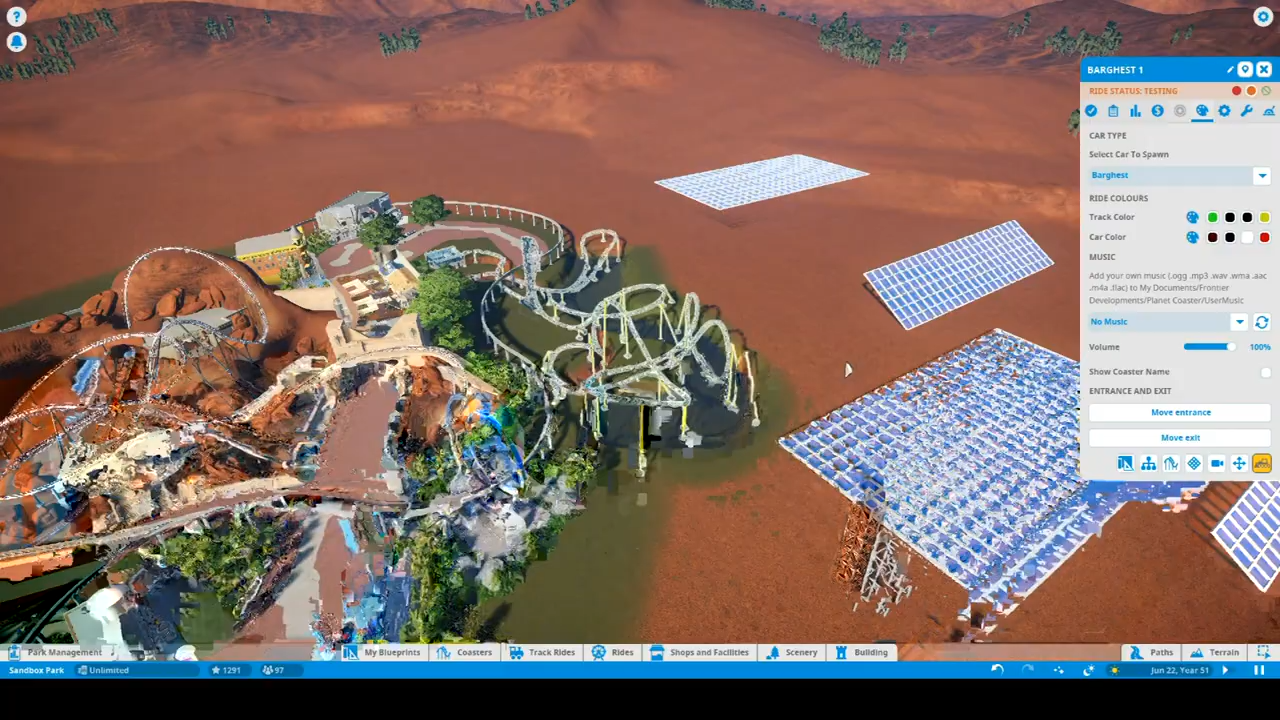 BARGHEST 1
RIDE STATUS: TESTING
CAR TYPE
Select Car To Spawn
Barghest
RIDE COLOURS
Track Color
Car Color
MUSIC
Add your own music (.ogg .mp3 .wav .wma .aac
.m4a .flac) to My Documents/Frontier
Developments/Planet Coaster/UserMusic
No Music
Volume 100%
Show Coaster Name
ENTRANCE AND EXIT
Move entrance
Move exit
Park Management My Blueprints Coasters Track Rides Rides Shops and Facilities Scenery Building Paths Terrain
Sandbox Park Unlimited 1291 97 Jun 22, Year 51